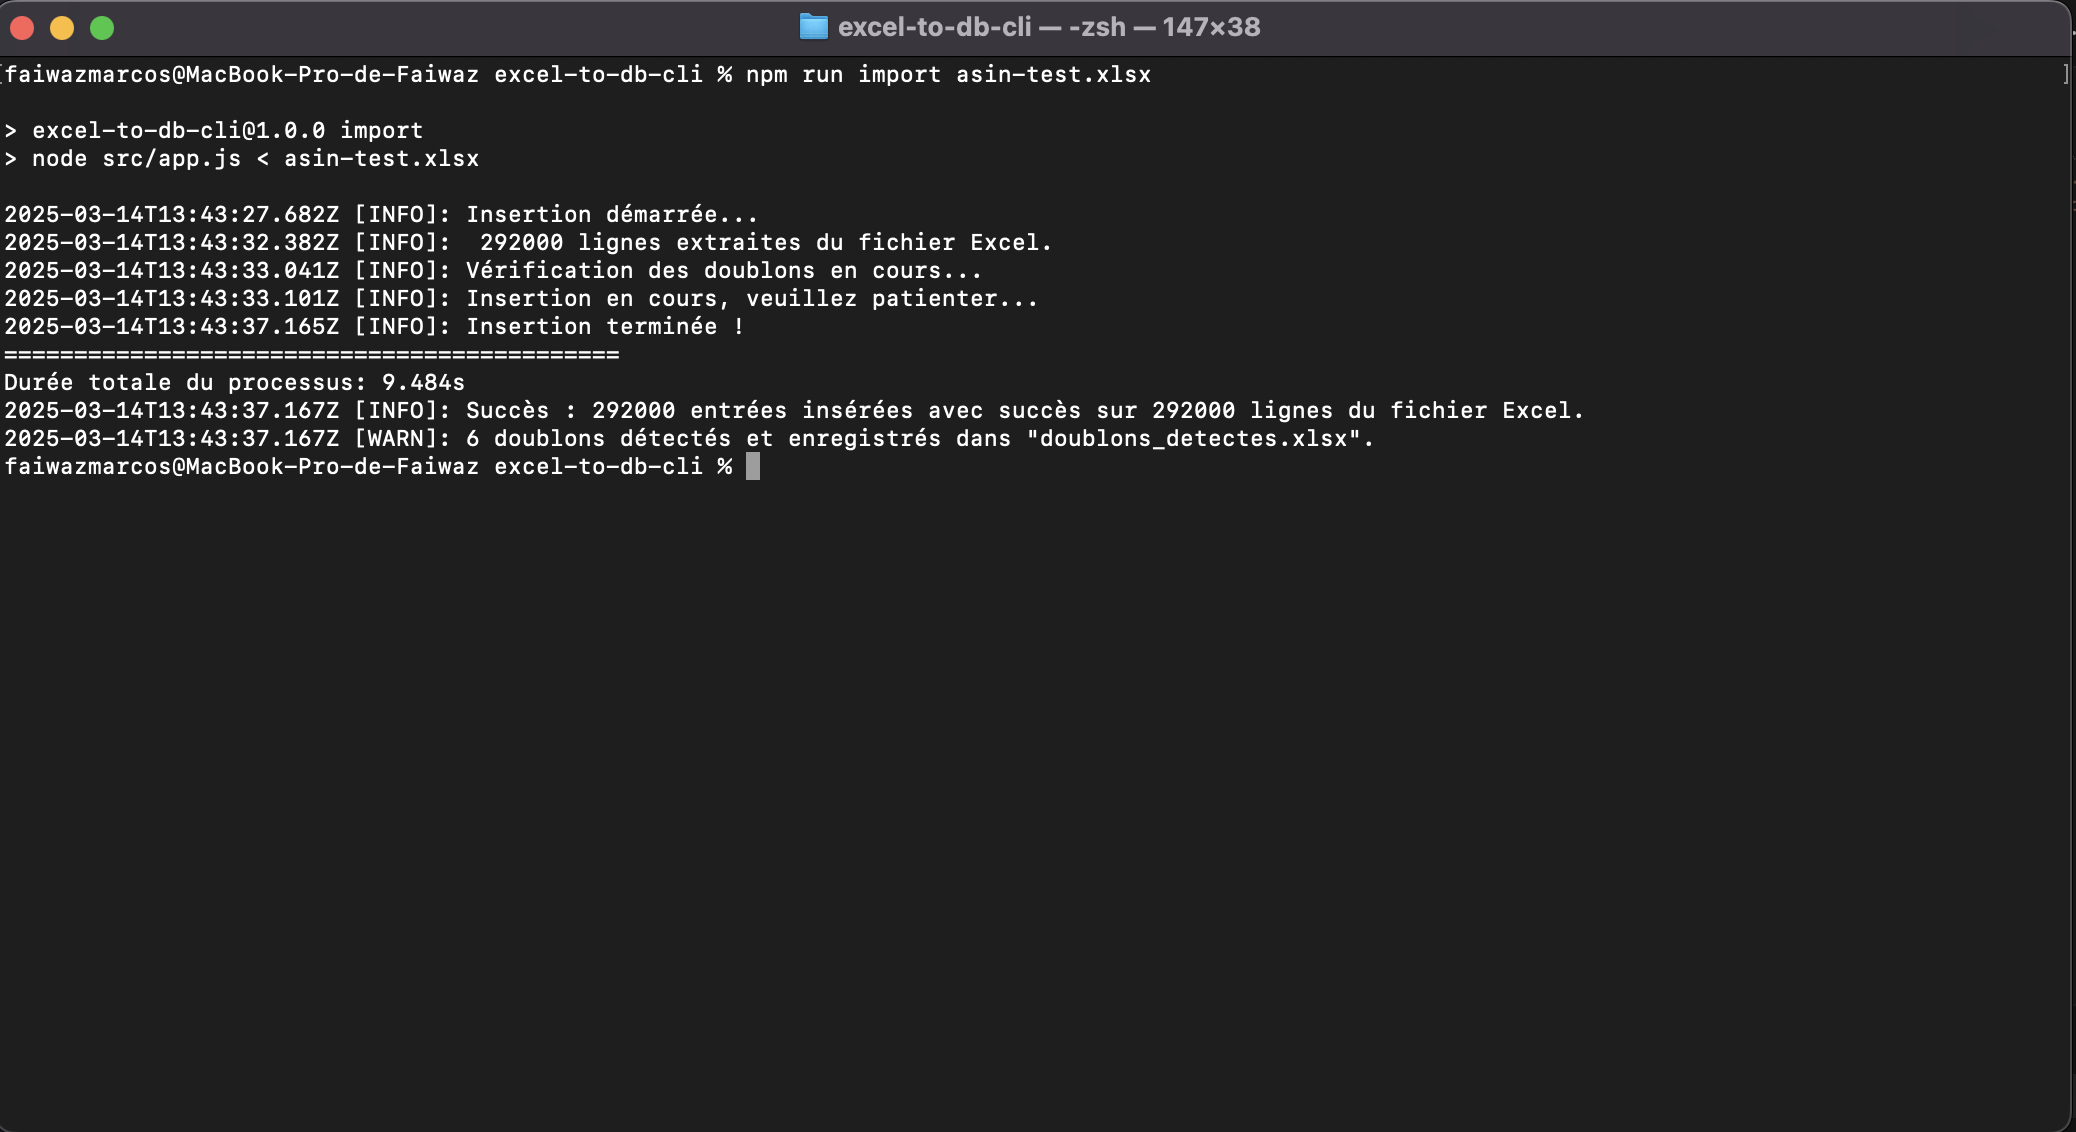 excel-to-db-cli — -zsh — 147×38
[faiwazmarcos@MacBook-Pro-de-Faiwaz excel-to-db-cli % npm run import asin-test.xlsx ]
> excel-to-db-cli@1.0.0 import
> node src/app.js < asin-test.xlsx
2025-03-14T13:43:27.682Z [INFO]: Insertion démarrée...
2025-03-14T13:43:32.382Z [INFO]:  292000 lignes extraites du fichier Excel.
2025-03-14T13:43:33.041Z [INFO]: Vérification des doublons en cours...
2025-03-14T13:43:33.101Z [INFO]: Insertion en cours, veuillez patienter...
2025-03-14T13:43:37.165Z [INFO]: Insertion terminée !
============================================
Durée totale du processus: 9.484s
2025-03-14T13:43:37.167Z [INFO]: Succès : 292000 entrées insérées avec succès sur 292000 lignes du fichier Excel.
2025-03-14T13:43:37.167Z [WARN]: 6 doublons détectés et enregistrés dans "doublons_detectes.xlsx".
faiwazmarcos@MacBook-Pro-de-Faiwaz excel-to-db-cli %